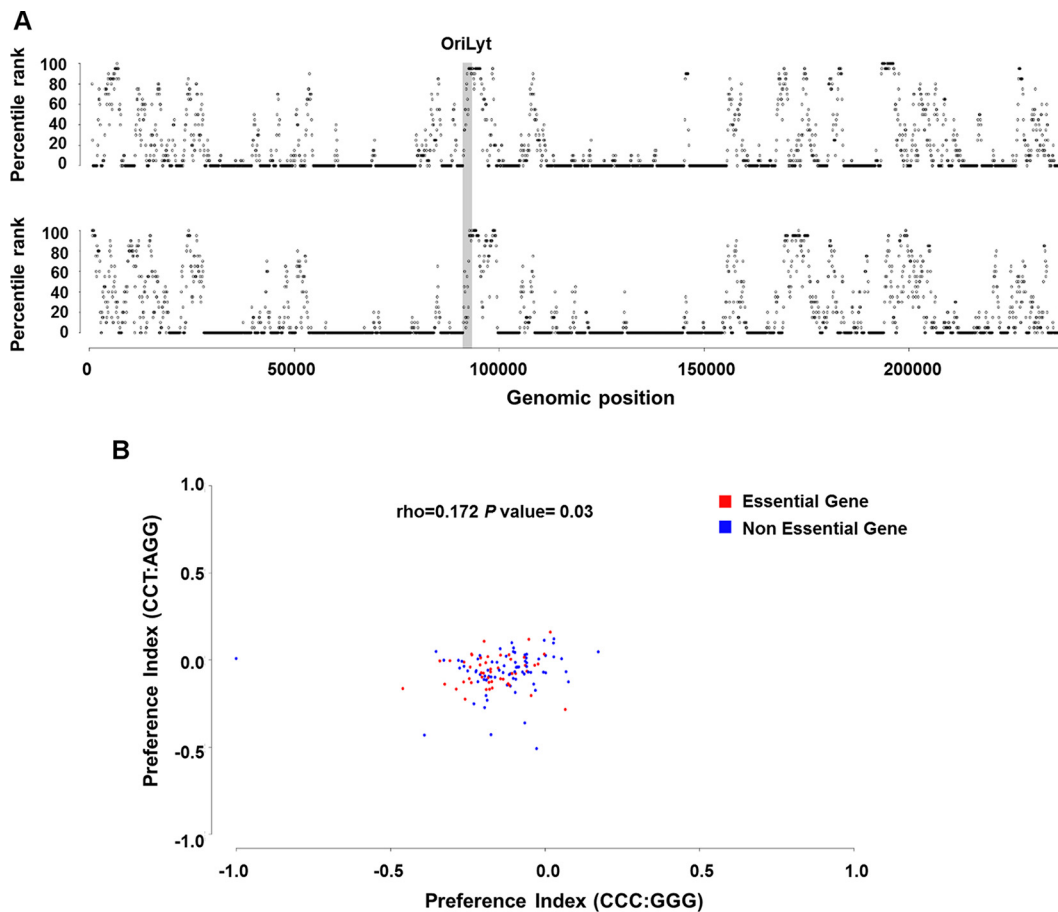 A
OriLyt
Percentile rank
100
80
60
40
20
0
Percentile rank
100
80
60
40
20
0
0 50000 100000 150000 200000
Genomic position
B
rho=0.172 P value= 0.03
Essential Gene
Non Essential Gene
Preference Index (CCT:AGG)
1.0
0.5
0.0
-0.5
-1.0
-1.0 -0.5 0.0 0.5 1.0
Preference Index (CCC:GGG)